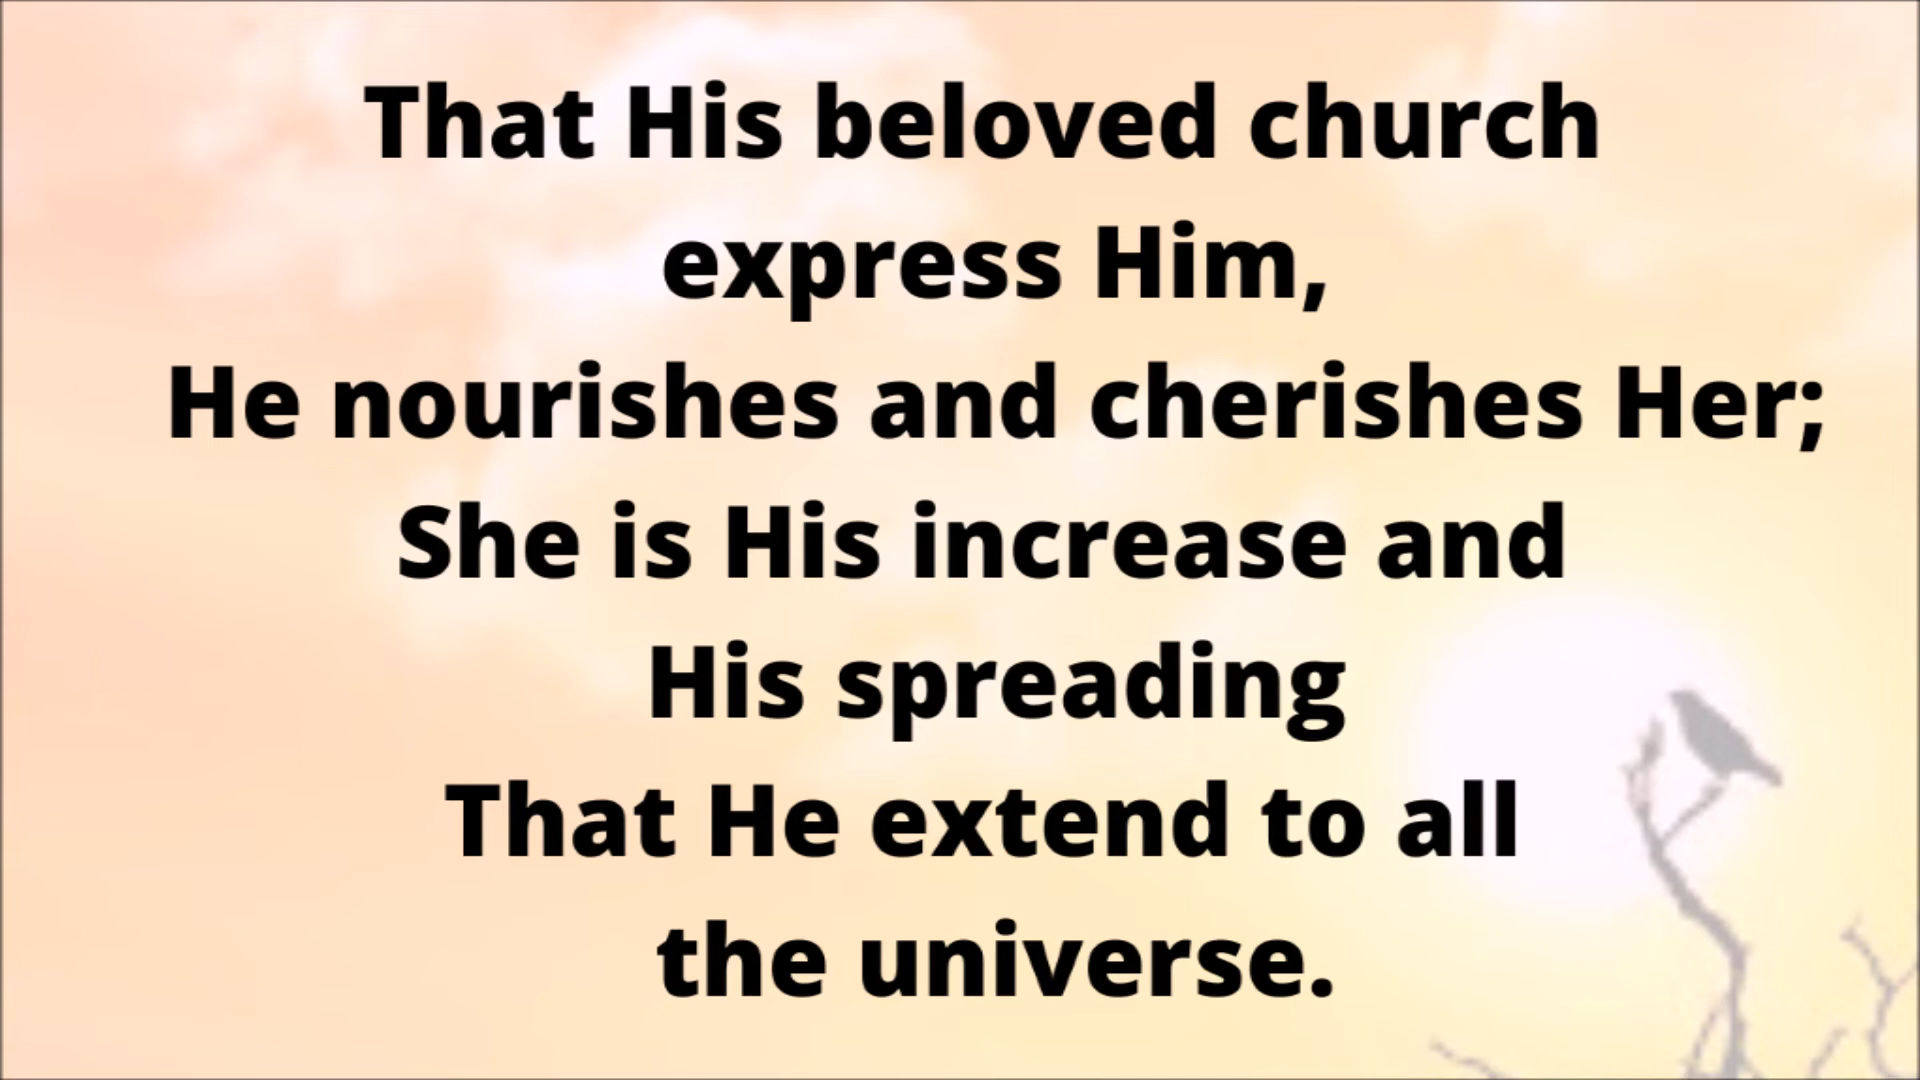 That His beloved church
express Him,
He nourishes and cherishes Her;
She is His increase and
His spreading
That He extend to all
the universe.